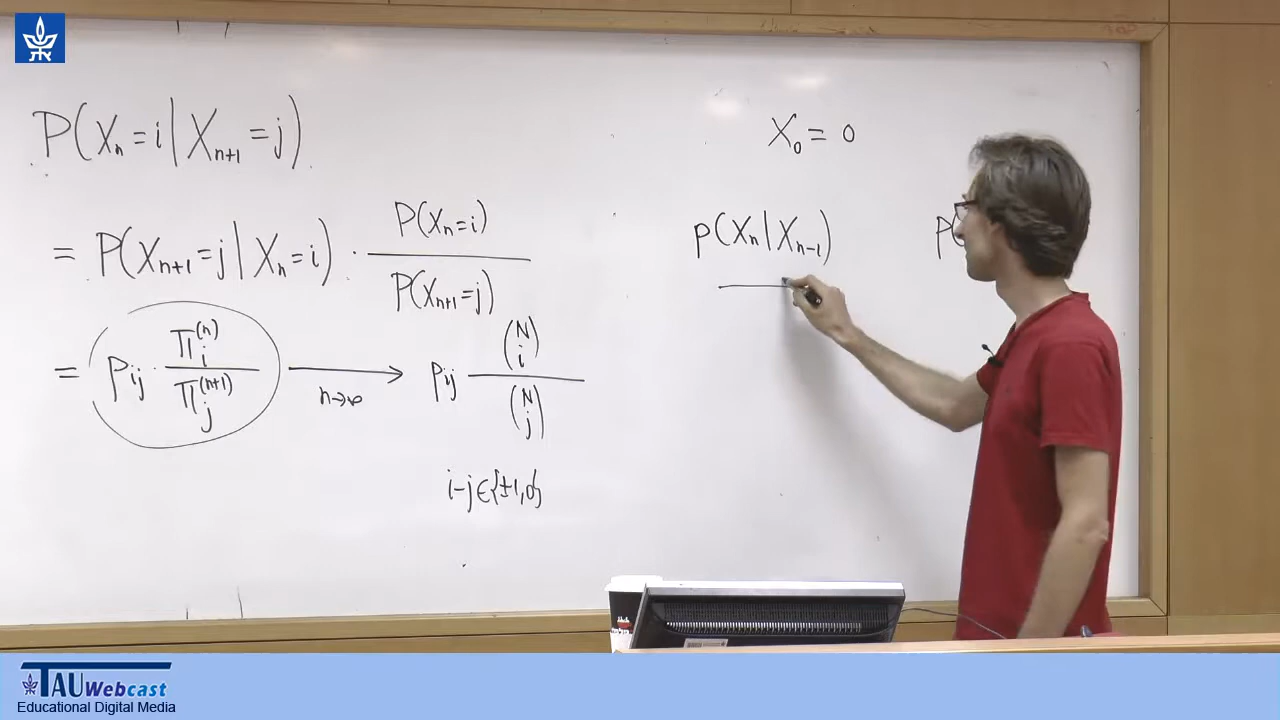 P(Xₙ=i|Xₙ₊₁=j)
= P(Xₙ₊₁=j|Xₙ=i) · P(Xₙ=i) / P(Xₙ₊₁=j)
= pᵢⱼ · Πᵢ⁽ⁿ⁾ / Πⱼ⁽ⁿ⁺¹⁾ ⟶ n→∞ pᵢⱼ (N i) / (N j)
i-j∈{±1,0}
X₀ = 0
p(Xₙ|Xₙ₋₁)
p(
TAU Webcast
Educational Digital Media